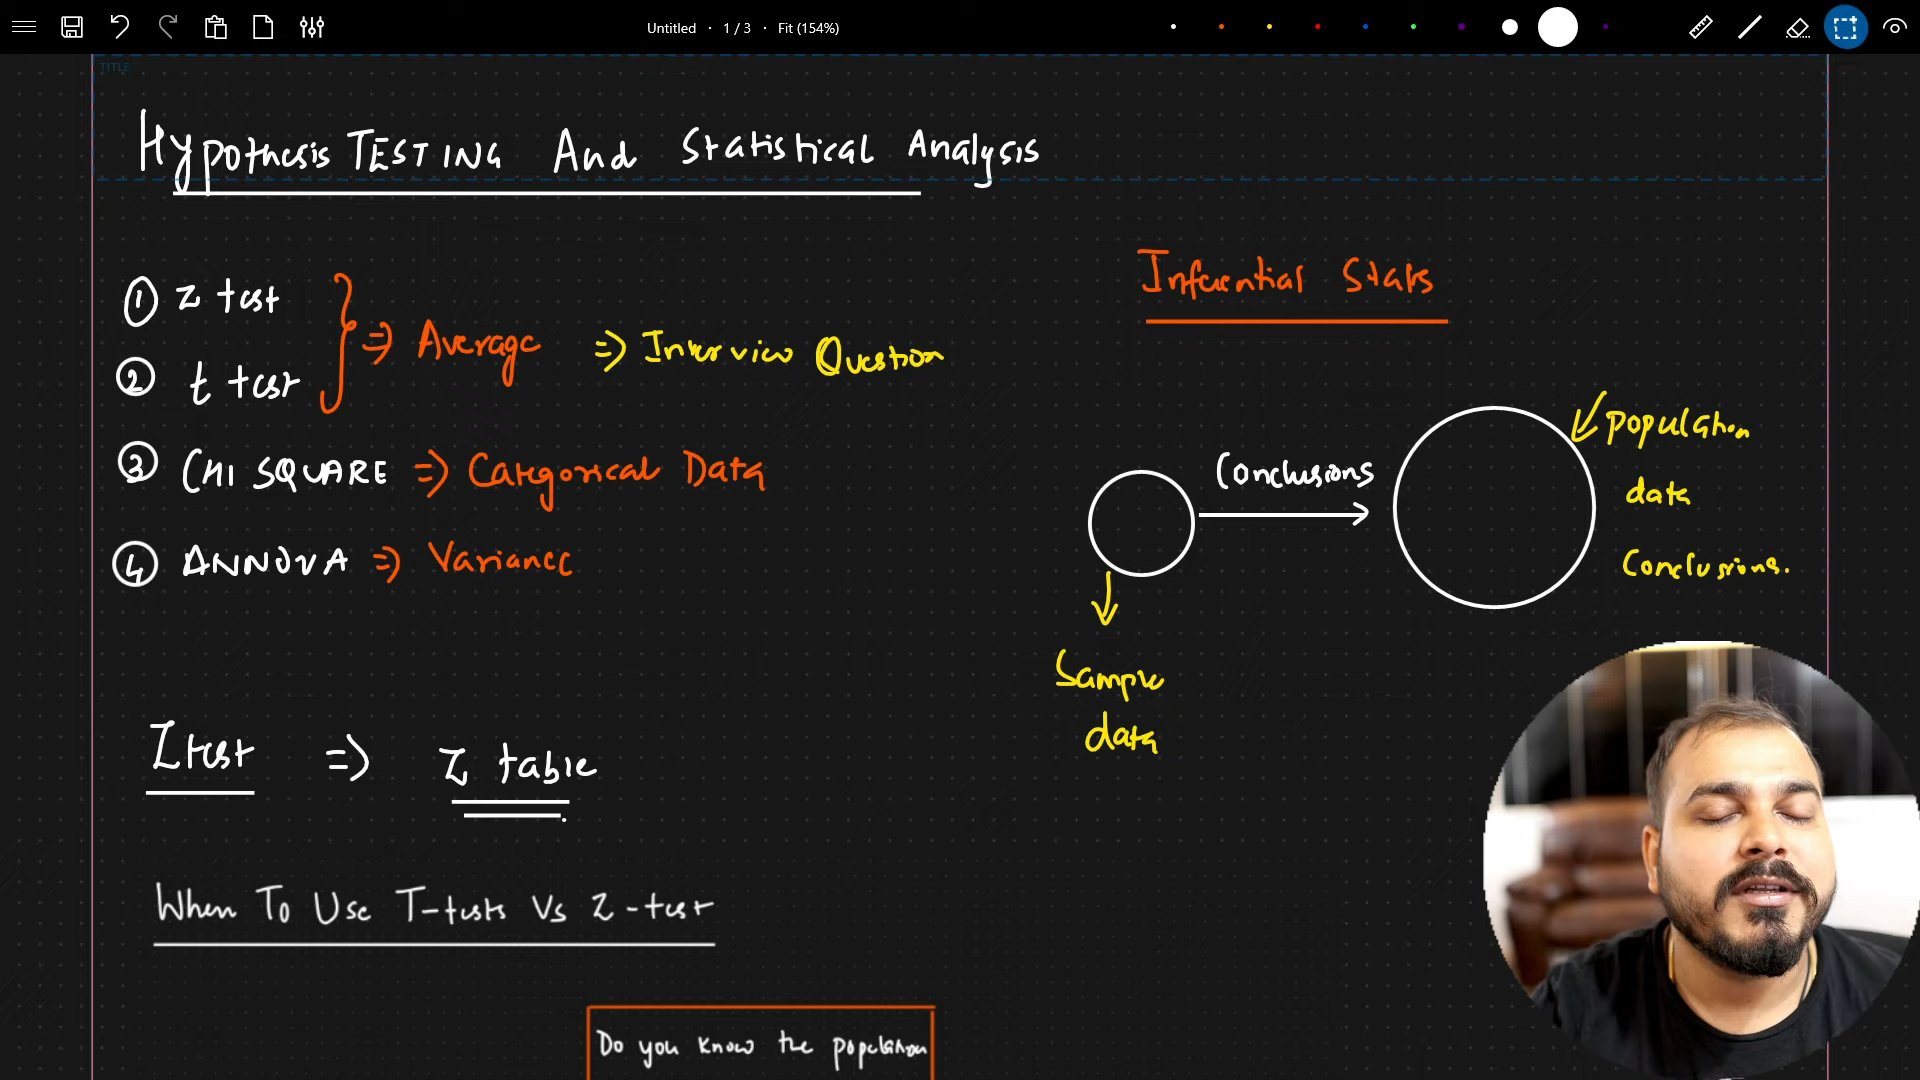 Untitled · 1 / 3 · Fit (154%)
TITLE
Hypothesis TESTING And Statistical Analysis
Inferential Stats
① Z test
② t test
=> Average => Interview Question
③ CHI SQUARE => Categorical Data
④ ANNOVA => Variance
Conclusions
Population
data
Conclusions.
Sample
data
Z test => Z table
When To Use T-tests Vs Z-test
Do you know the population